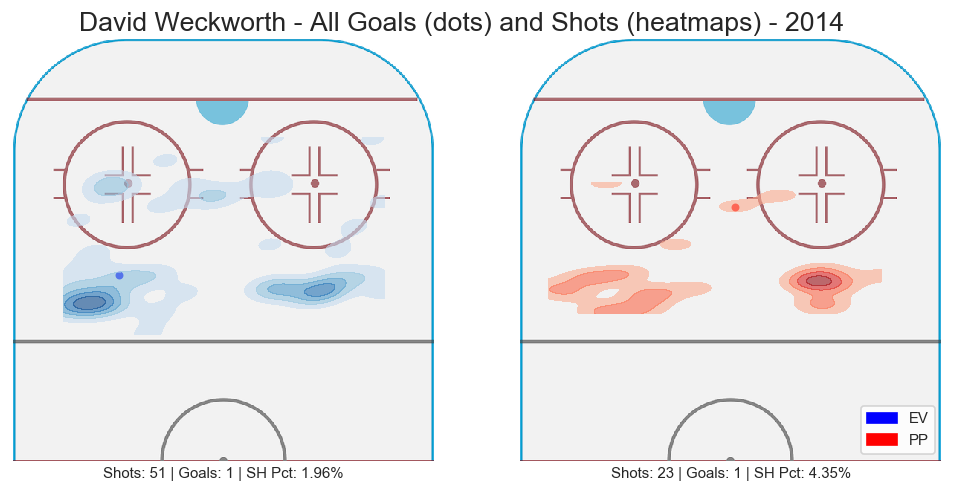 David Weckworth - All Goals (dots) and Shots (heatmaps) - 2014
EV
PP
Shots: 51 | Goals: 1 | SH Pct: 1.96%
Shots: 23 | Goals: 1 | SH Pct: 4.35%